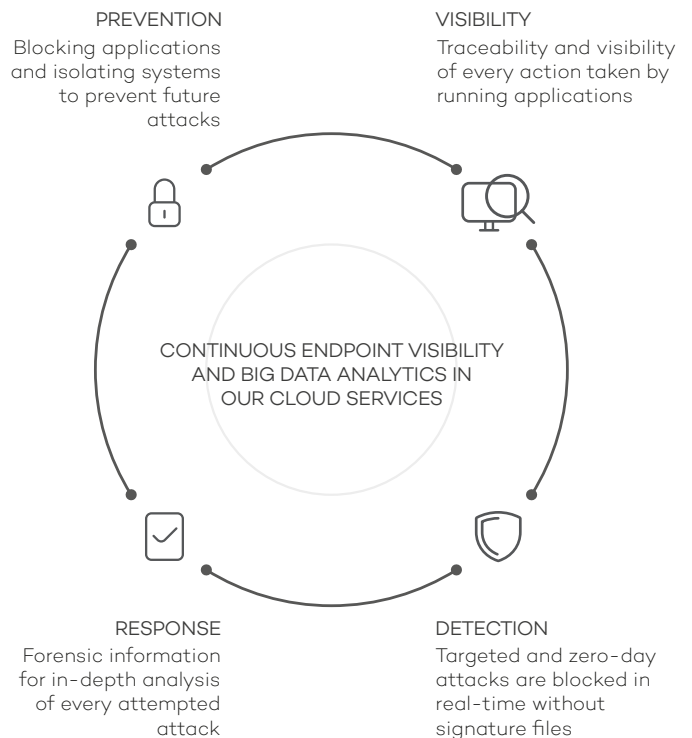 PREVENTION
Blocking applications
and isolating systems
to prevent future
attacks
VISIBILITY
Traceability and visibility
of every action taken by
running applications
CONTINUOUS ENDPOINT VISIBILITY
AND BIG DATA ANALYTICS IN
OUR CLOUD SERVICES
RESPONSE
Forensic information
for in-depth analysis
of every attempted
attack
DETECTION
Targeted and zero-day
attacks are blocked in
real-time without
signature files